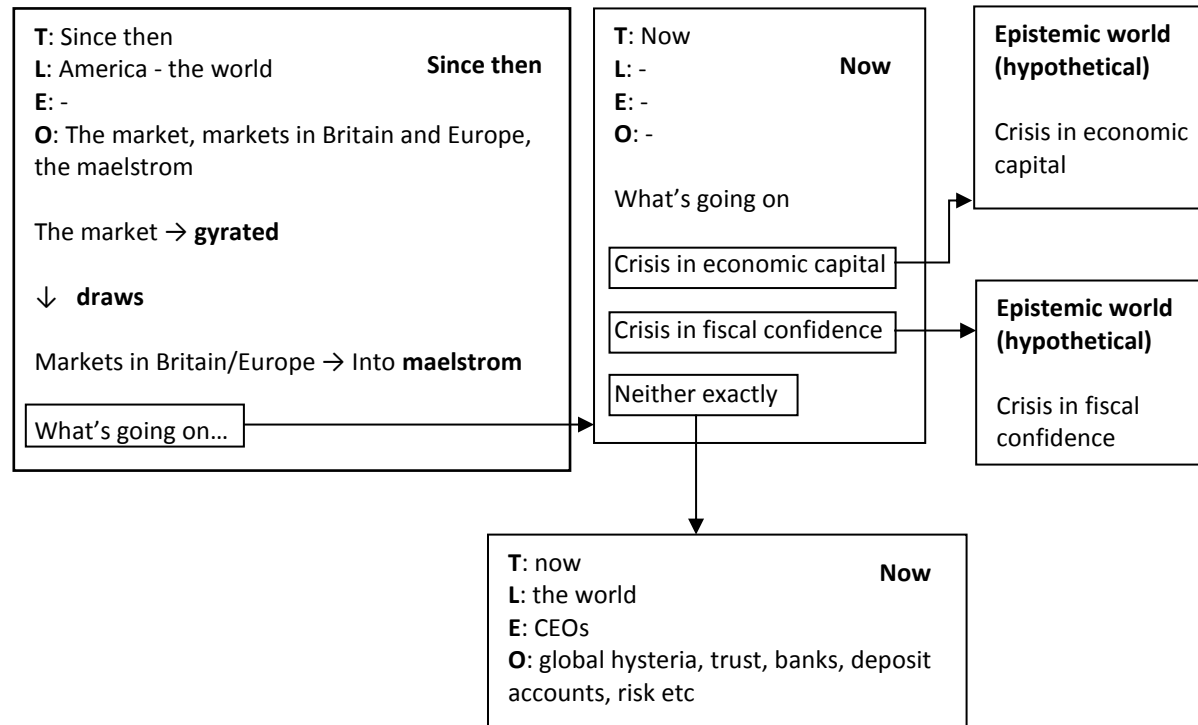 T: Since then
L: America - the world
Since then
E: -
O: The market, markets in Britain and Europe,
the maelstrom
The market → gyrated
↓ draws
Markets in Britain/Europe → Into maelstrom
What's going on…
T: Now
L: -
Now
E: -
O: -
What's going on
Crisis in economic capital
Crisis in fiscal confidence
Neither exactly
Epistemic world
(hypothetical)
Crisis in economic
capital
Epistemic world
(hypothetical)
Crisis in fiscal
confidence
T: now
Now
L: the world
E: CEOs
O: global hysteria, trust, banks, deposit
accounts, risk etc